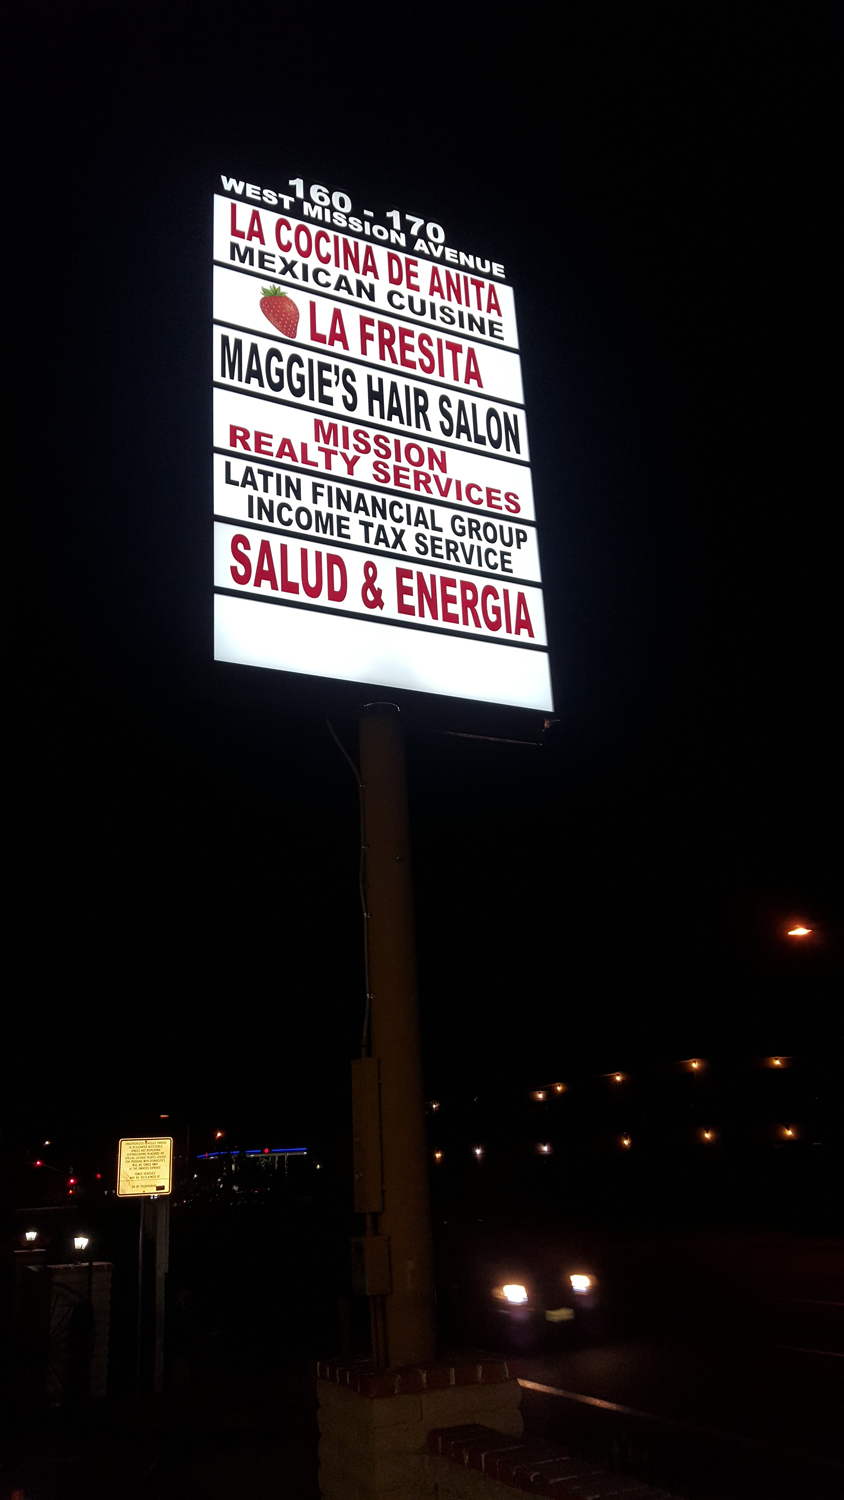 160 - 170
WEST MISSION AVENUE
LA COCINA DE ANITA
MEXICAN CUISINE
LA FRESITA
MAGGIE'S HAIR SALON
MISSION
REALTY SERVICES
LATIN FINANCIAL GROUP
INCOME TAX SERVICE
SALUD & ENERGIA